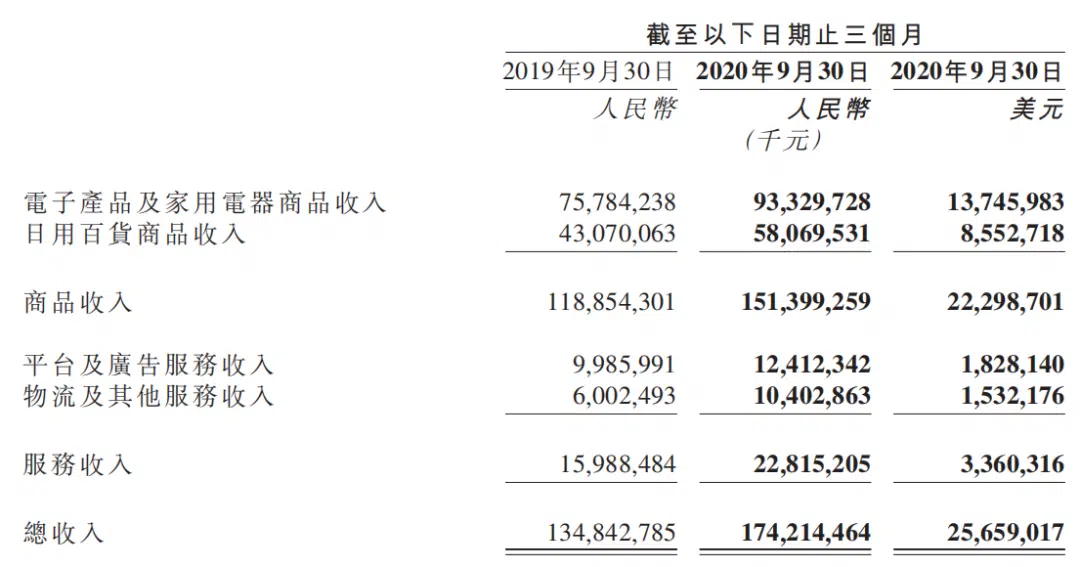 截至以下日期止三個月
2019年9月30日 2020年9月30日 2020年9月30日
人民幣 人民幣 美元
(千元)
電子產品及家用電器商品收入 75,784,238 93,329,728 13,745,983
日用百貨商品收入 43,070,063 58,069,531 8,552,718
商品收入 118,854,301 151,399,259 22,298,701
平台及廣告服務收入 9,985,991 12,412,342 1,828,140
物流及其他服務收入 6,002,493 10,402,863 1,532,176
服務收入 15,988,484 22,815,205 3,360,316
總收入 134,842,785 174,214,464 25,659,017